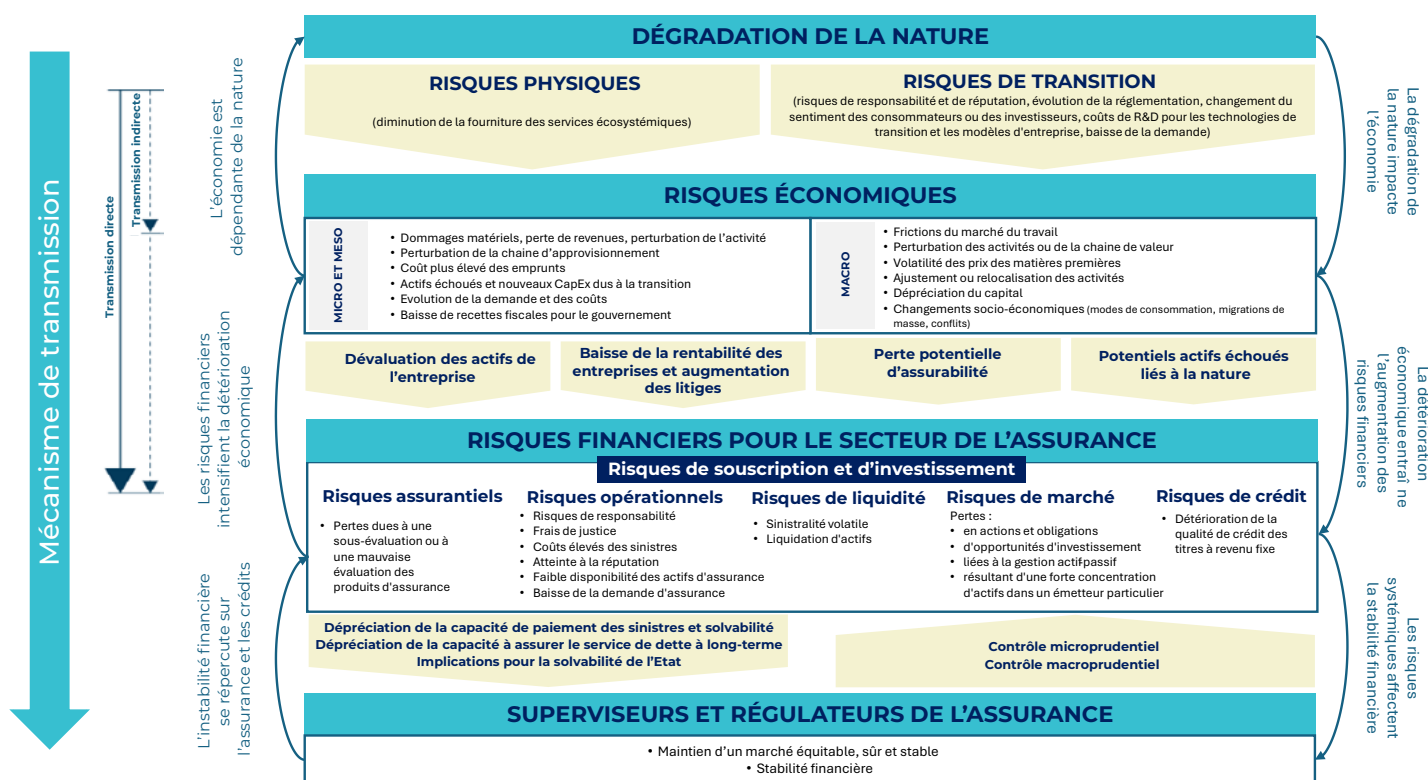 DÉGRADATION DE LA NATURE
RISQUES PHYSIQUES
(diminution de la fourniture des services écosystémiques)
RISQUES DE TRANSITION
(risques de responsabilité et de réputation, évolution de la réglementation, changement du
sentiment des consommateurs ou des investisseurs, coûts de R&D pour les technologies de
transition et les modèles d'entreprise, baisse de la demande)
RISQUES ÉCONOMIQUES
MICRO ET MESO
• Dommages matériels, perte de revenues, perturbation de l'activité
• Perturbation de la chaine d'approvisionnement
• Coût plus élevé des emprunts
• Actifs échoués et nouveaux CapEx dus à la transition
• Evolution de la demande et des coûts
• Baisse de recettes fiscales pour le gouvernement
MACRO
• Frictions du marché du travail
• Perturbation des activités ou de la chaine de valeur
• Volatilité des prix des matières premières
• Ajustement ou relocalisation des activités
• Dépréciation du capital
• Changements socio-économiques (modes de consommation, migrations de
masse, conflits)
Dévaluation des actifs de
l'entreprise
Baisse de la rentabilité des
entreprises et augmentation
des litiges
Perte potentielle
d'assurabilité
Potentiels actifs échoués
liés à la nature
RISQUES FINANCIERS POUR LE SECTEUR DE L'ASSURANCE
Risques de souscription et d'investissement
Risques assurantiels
• Pertes dues à une
sous-évaluation ou à
une mauvaise
évaluation des
produits d'assurance
Risques opérationnels
• Risques de responsabilité
• Frais de justice
• Coûts élevés des sinistres
• Atteinte à la réputation
• Faible disponibilité des actifs d'assurance
• Baisse de la demande d'assurance
Risques de liquidité
• Sinistralité volatile
• Liquidation d'actifs
Risques de marché
Pertes :
• en actions et obligations
• d'opportunités d'investissement
• liées à la gestion actifpassif
• résultant d'une forte concentration
d'actifs dans un émetteur particulier
Risques de crédit
• Détérioration de la
qualité de crédit des
titres à revenu fixe
Dépréciation de la capacité de paiement des sinistres et solvabilité
Dépréciation de la capacité à assurer le service de dette à long-terme
Implications pour la solvabilité de l'Etat
Contrôle microprudentiel
Contrôle macroprudentiel
SUPERVISEURS ET RÉGULATEURS DE L'ASSURANCE
• Maintien d'un marché équitable, sûr et stable
• Stabilité financière
Mécanisme de transmission
Transmission directe
Transmission indirecte
L'économie est
dépendante de la nature
Les risques financiers
intensifient la détérioration
économique
L'instabilité financière
se répercute sur
l'assurance et les crédits
La dégradation de
la nature impacte
l'économie
La détérioration
économique entraî ne
l'augmentation des
risques financiers
Les risques
systémiques affectent
la stabilité financière